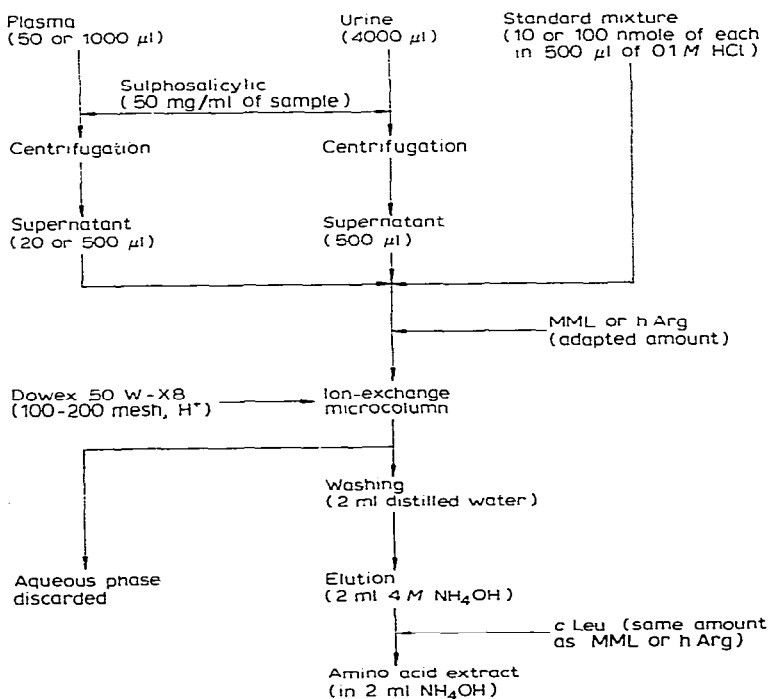 Plasma
(50 or 1000 µl)
Urine
(4000 µl)
Standard mixture
(10 or 100 nmole of each
in 500 µl of 01 M HCl)
Sulphosalicylic
(50 mg/ml of sample)
Centrifugation
Centrifugation
Supernatant
(20 or 500 µl)
Supernatant
(500 µl)
MML or h Arg
(adapted amount)
Dowex 50 W-X8
(100-200 mesh, H⁺)
Ion-exchange
microcolumn
Washing
(2 ml distilled water)
Aqueous phase
discarded
Elution
(2 ml 4 M NH₄OH)
c Leu (same amount
as MML or h Arg)
Amino acid extract
(in 2 ml NH₄OH)